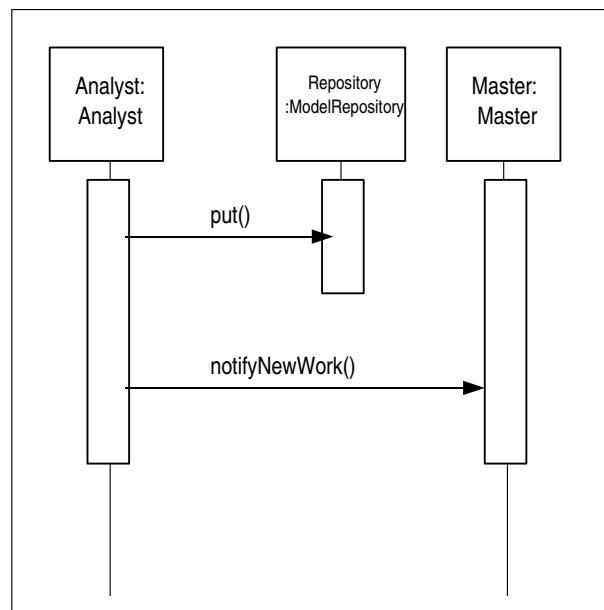 Analyst:
Analyst
Repository
:ModelRepository
Master:
Master
put()
notifyNewWork()